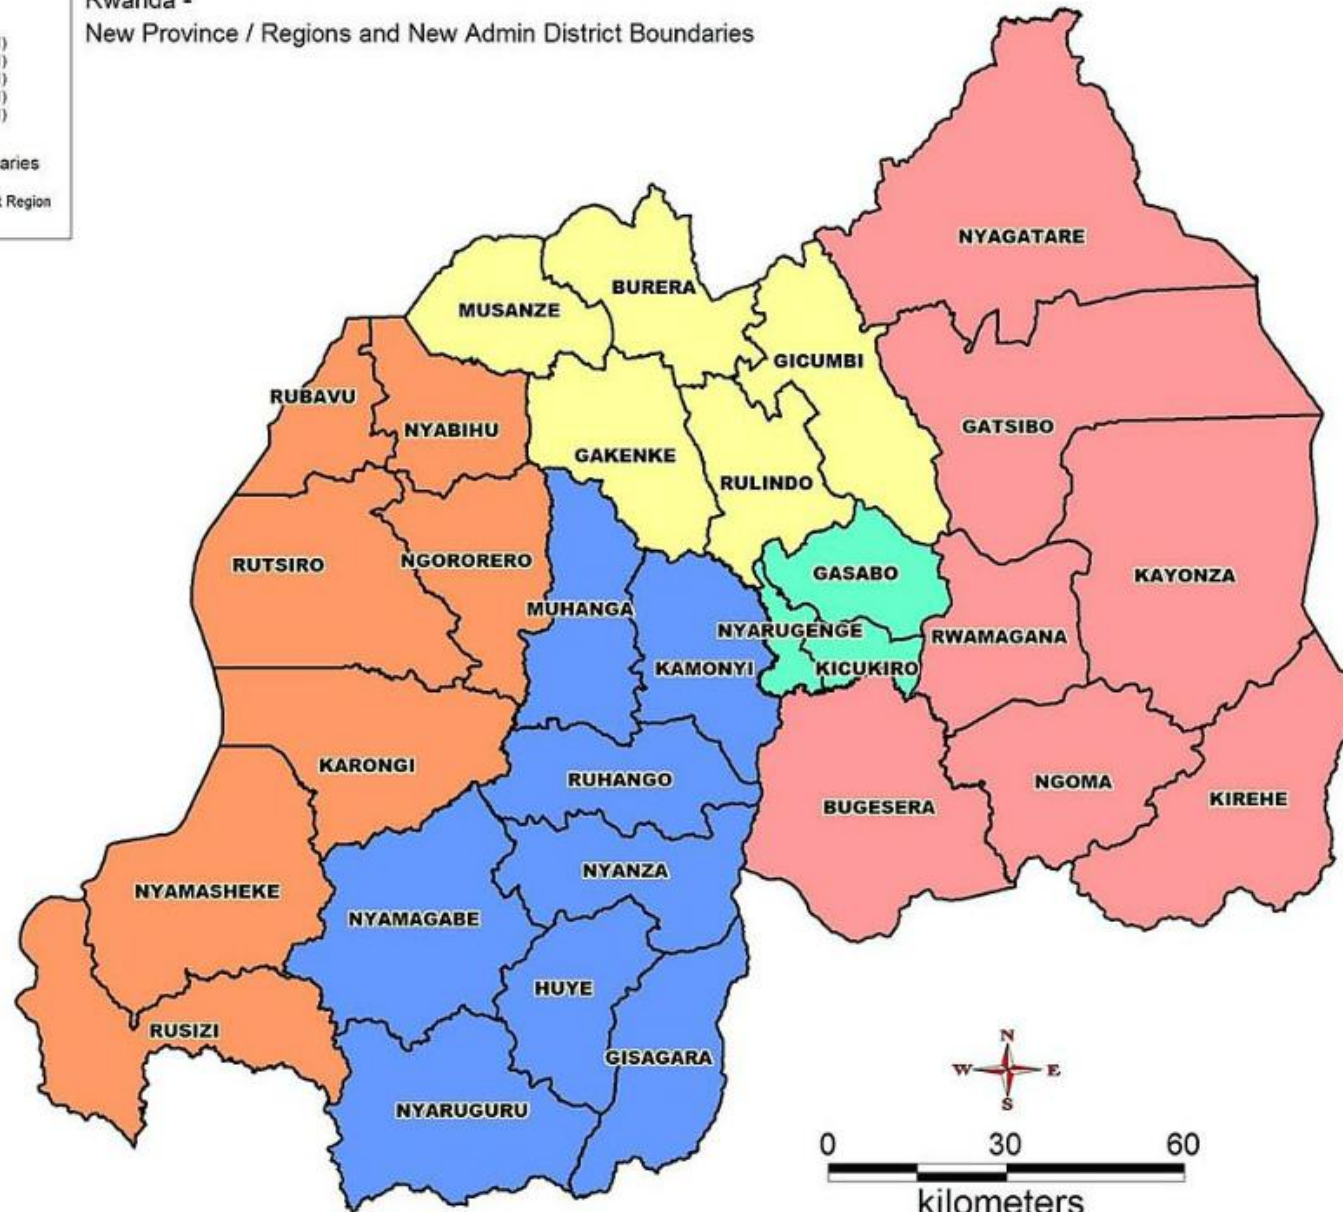 Rwanda -
New Province / Regions and New Admin District Boundaries
)
)
)
)
)
aries
Region
NYAGATARE
BURERA
MUSANZE
GICUMBI
RUBAVU
NYABIHU
GATSIBO
GAKENKE
RULINDO
RUTSIRO
NGORORERO
GASABO
KAYONZA
MUHANGA
NYARUGENGE
RWAMAGANA
KAMONYI
KICUKIRO
KARONGI
RUHANGO
NGOMA
BUGESERA
KIREHE
NYANZA
NYAMASHEKE
NYAMAGABE
HUYE
RUSIZI
GISAGARA
NYARUGURU
N
W E
S
0 30 60
kilometers